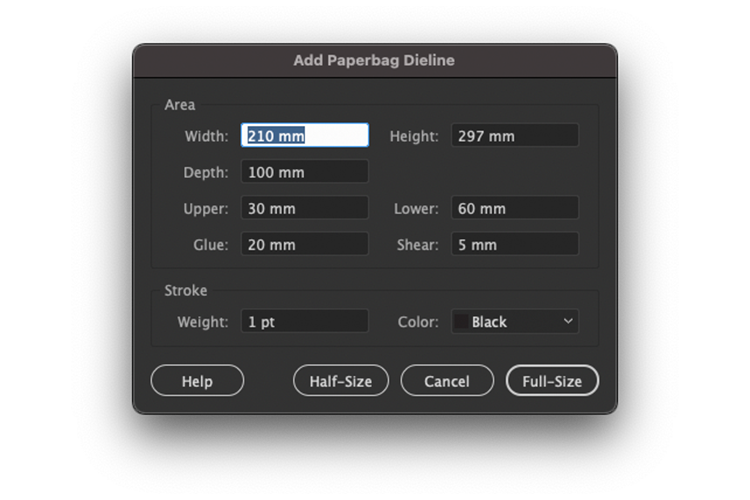 Add Paperbag Dieline
Area
Width: 210 mm Height: 297 mm
Depth: 100 mm
Upper: 30 mm Lower: 60 mm
Glue: 20 mm Shear: 5 mm
Stroke
Weight: 1 pt Color: Black
Help Half-Size Cancel Full-Size